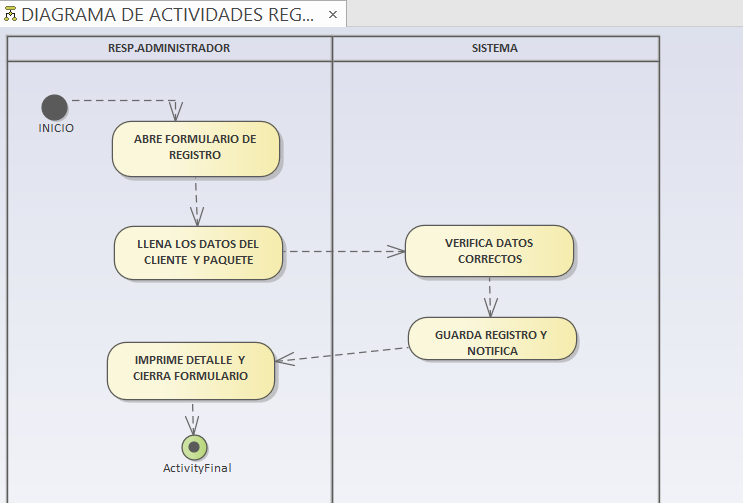 DIAGRAMA DE ACTIVIDADES REG...
RESP.ADMINISTRADOR
SISTEMA
INICIO
ABRE FORMULARIO DE
REGISTRO
LLENA LOS DATOS DEL
CLIENTE Y PAQUETE
VERIFICA DATOS
CORRECTOS
GUARDA REGISTRO Y
NOTIFICA
IMPRIME DETALLE Y
CIERRA FORMULARIO
ActivityFinal